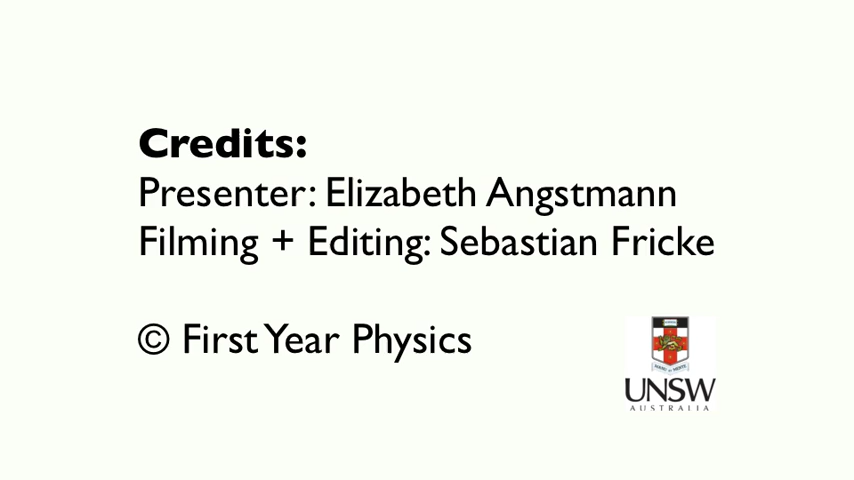 Credits:
Presenter: Elizabeth Angstmann
Filming + Editing: Sebastian Fricke
© First Year Physics
UNSW
AUSTRALIA